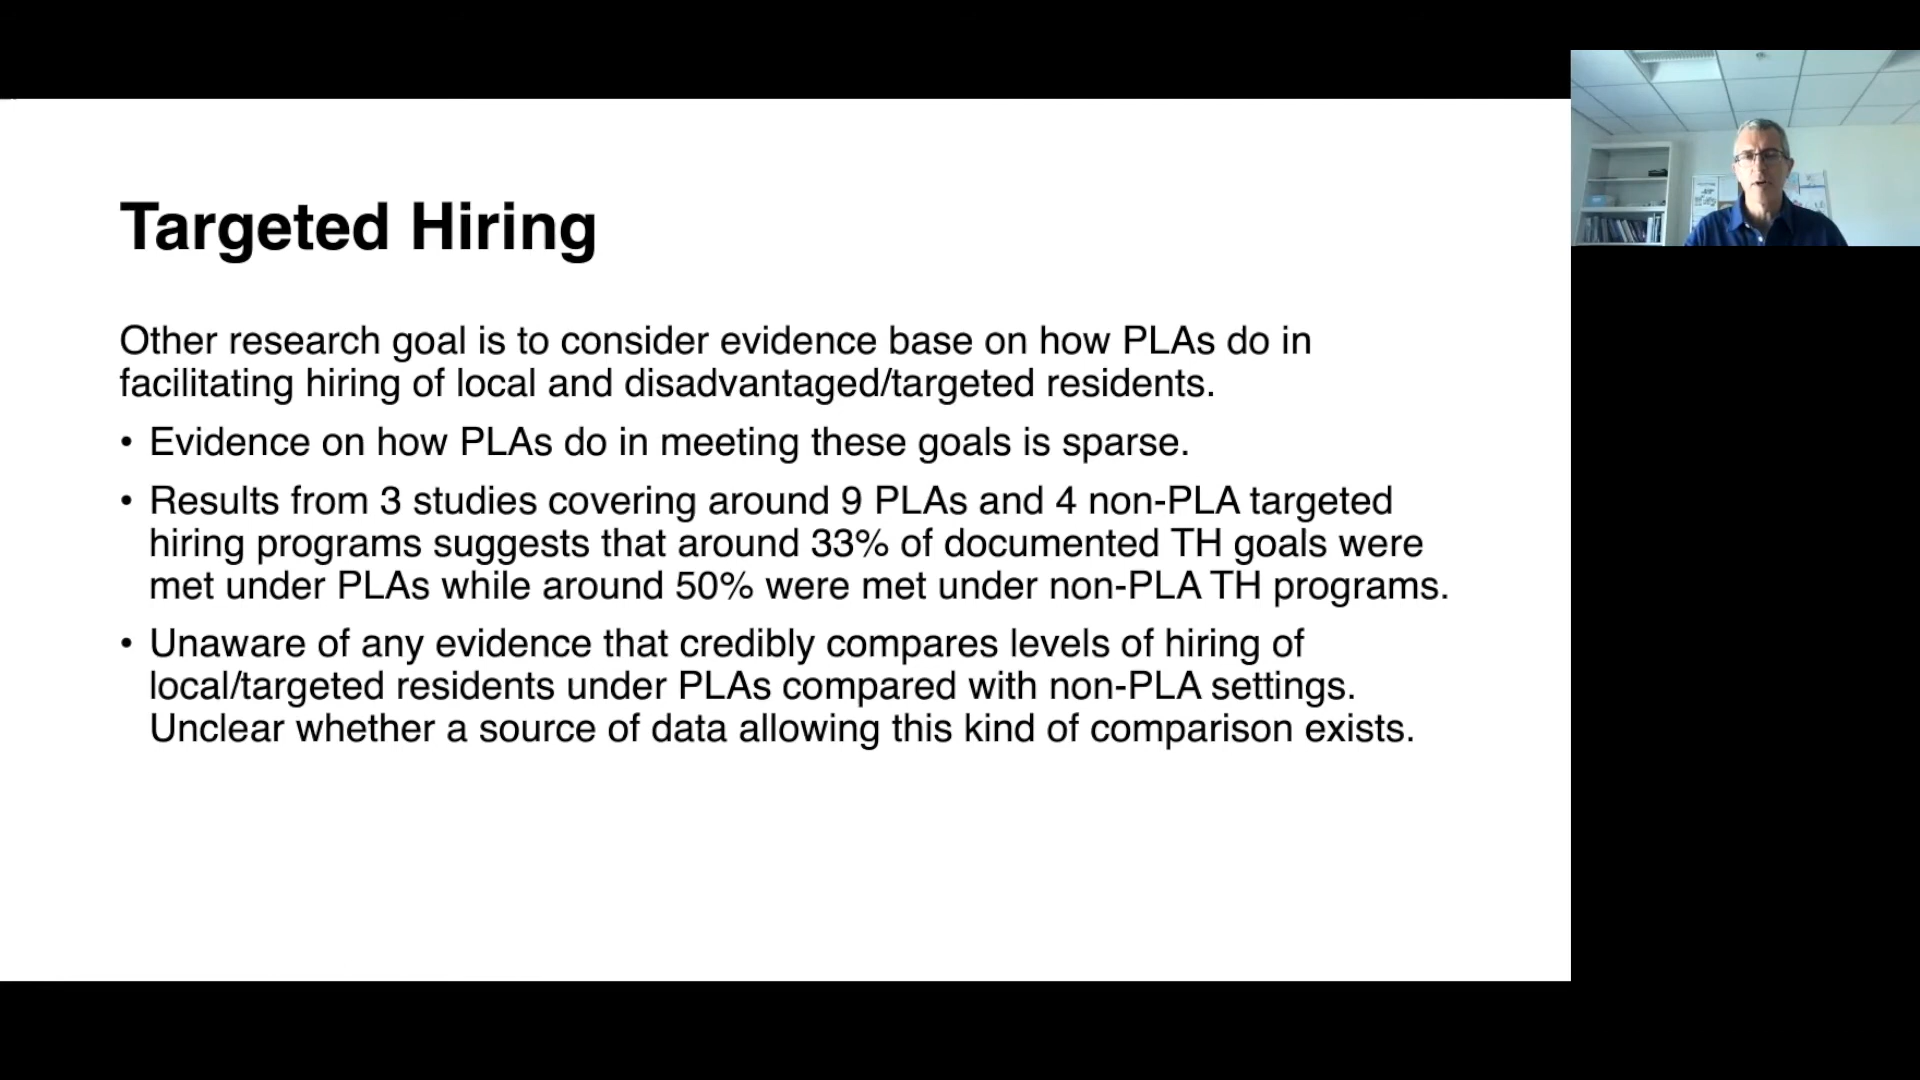 Targeted Hiring
Other research goal is to consider evidence base on how PLAs do in
facilitating hiring of local and disadvantaged/targeted residents.
• Evidence on how PLAs do in meeting these goals is sparse.
• Results from 3 studies covering around 9 PLAs and 4 non-PLA targeted
hiring programs suggests that around 33% of documented TH goals were
met under PLAs while around 50% were met under non-PLA TH programs.
• Unaware of any evidence that credibly compares levels of hiring of
local/targeted residents under PLAs compared with non-PLA settings.
Unclear whether a source of data allowing this kind of comparison exists.